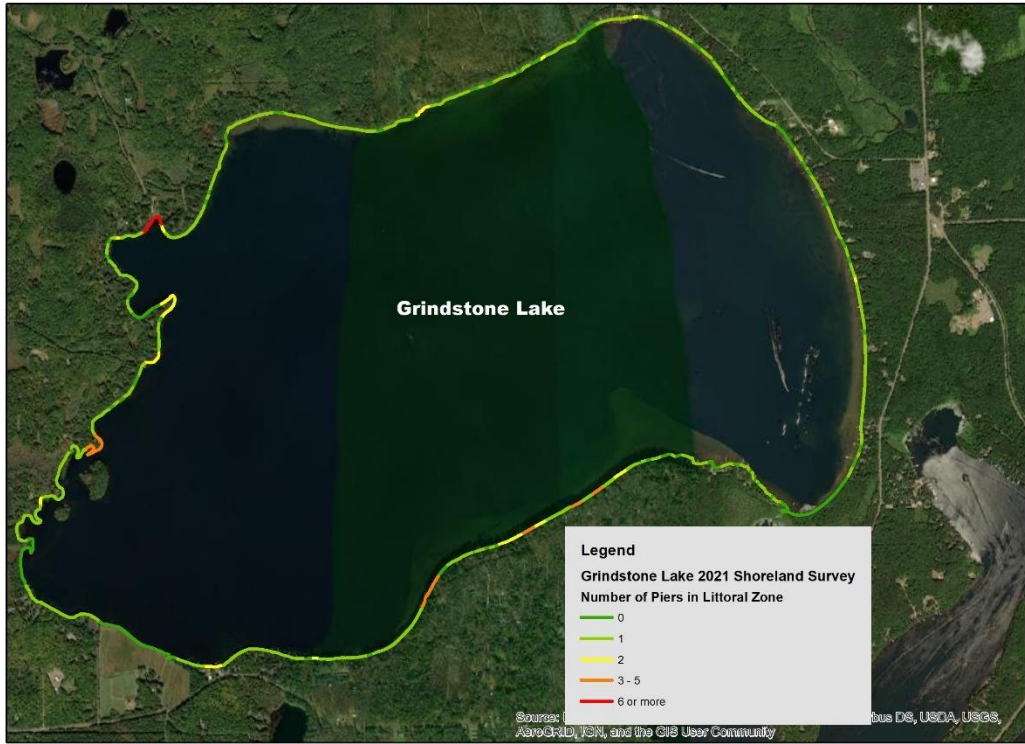 Grindstone Lake
Legend
Grindstone Lake 2021 Shoreland Survey
Number of Piers in Littoral Zone
0
1
2
3 - 5
6 or more
Source: bus DS, USDA, USGS,
AeroGRID, IGN, and the GIS User Community